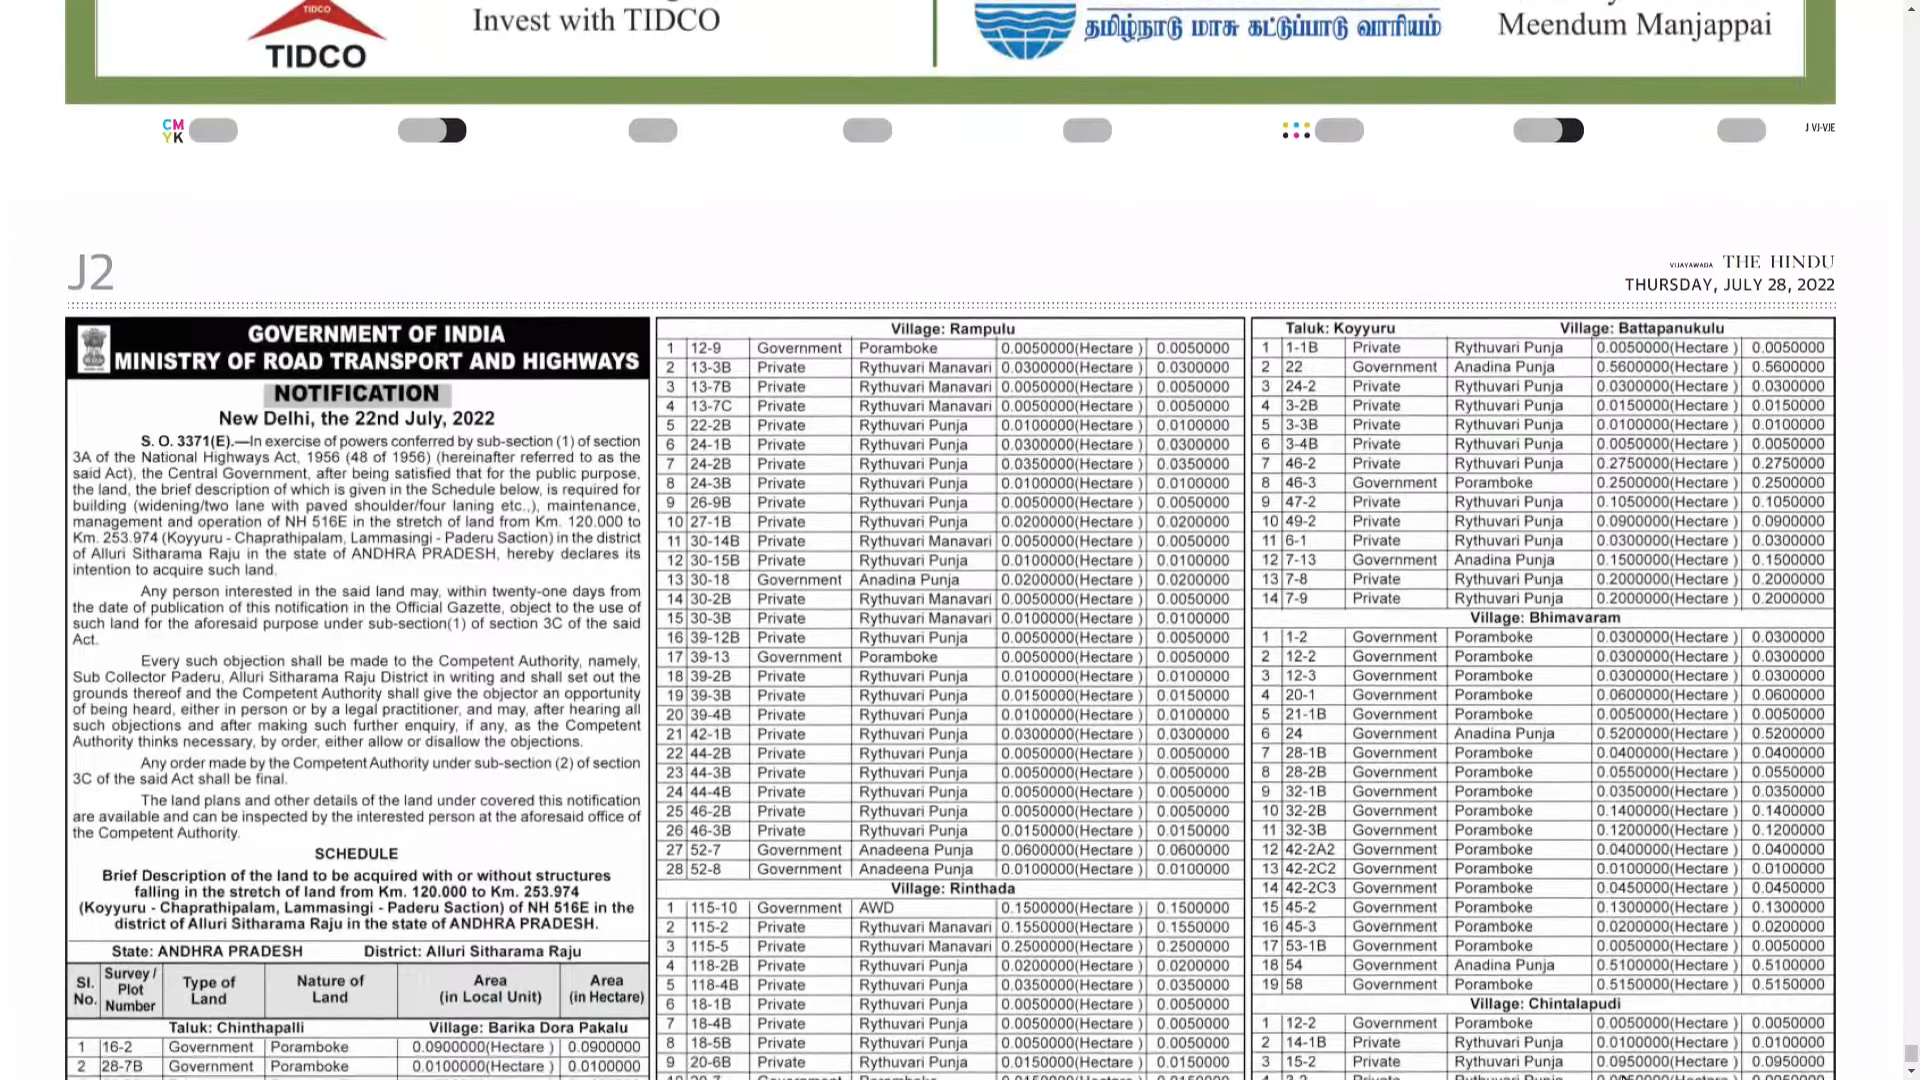 TIDCO
TIDCO
Invest with TIDCO
தமிழ்நாடு மாசு கட்டுப்பாடு வாரியம்
Meendum Manjappai
CM
YK
J VJ-VJE
J2
VIJAYAWADA THE HINDU
THURSDAY, JULY 28, 2022
GOVERNMENT OF INDIA
MINISTRY OF ROAD TRANSPORT AND HIGHWAYS
NOTIFICATION
New Delhi, the 22nd July, 2022
S. O. 3371(E).—In exercise of powers conferred by sub-section (1) of section
3A of the National Highways Act, 1956 (48 of 1956) (hereinafter referred to as the
said Act), the Central Government, after being satisfied that for the public purpose,
the land, the brief description of which is given in the Schedule below, is required for
building (widening/two lane with paved shoulder/four laning etc.,), maintenance,
management and operation of NH 516E in the stretch of land from Km. 120.000 to
Km. 253.974 (Koyyuru - Chaprathipalam, Lammasingi - Paderu Saction) in the district
of Alluri Sitharama Raju in the state of ANDHRA PRADESH, hereby declares its
intention to acquire such land.
Any person interested in the said land may, within twenty-one days from
the date of publication of this notification in the Official Gazette, object to the use of
such land for the aforesaid purpose under sub-section(1) of section 3C of the said
Act.
Every such objection shall be made to the Competent Authority, namely,
Sub Collector Paderu, Alluri Sitharama Raju District in writing and shall set out the
grounds thereof and the Competent Authority shall give the objector an opportunity
of being heard, either in person or by a legal practitioner, and may, after hearing all
such objections and after making such further enquiry, if any, as the Competent
Authority thinks necessary, by order, either allow or disallow the objections.
Any order made by the Competent Authority under sub-section (2) of section
3C of the said Act shall be final.
The land plans and other details of the land under covered this notification
are available and can be inspected by the interested person at the aforesaid office of
the Competent Authority.
SCHEDULE
Brief Description of the land to be acquired with or without structures
falling in the stretch of land from Km. 120.000 to Km. 253.974
(Koyyuru - Chaprathipalam, Lammasingi - Paderu Saction) of NH 516E in the
district of Alluri Sitharama Raju in the state of ANDHRA PRADESH.
State: ANDHRA PRADESH District: Alluri Sitharama Raju
Sl. No. Survey / Plot Number Type of Land Nature of Land Area (in Local Unit) Area (in Hectare)
Taluk: Chinthapalli Village: Barika Dora Pakalu
1 16-2 Government Poramboke 0.0900000(Hectare ) 0.0900000
2 28-7B Government Poramboke 0.0100000(Hectare ) 0.0100000
Village: Rampulu
1 12-9 Government Poramboke 0.0050000(Hectare ) 0.0050000
2 13-3B Private Rythuvari Manavari 0.0300000(Hectare ) 0.0300000
3 13-7B Private Rythuvari Manavari 0.0050000(Hectare ) 0.0050000
4 13-7C Private Rythuvari Manavari 0.0050000(Hectare ) 0.0050000
5 22-2B Private Rythuvari Punja 0.0100000(Hectare ) 0.0100000
6 24-1B Private Rythuvari Punja 0.0300000(Hectare ) 0.0300000
7 24-2B Private Rythuvari Punja 0.0350000(Hectare ) 0.0350000
8 24-3B Private Rythuvari Punja 0.0100000(Hectare ) 0.0100000
9 26-9B Private Rythuvari Punja 0.0050000(Hectare ) 0.0050000
10 27-1B Private Rythuvari Punja 0.0200000(Hectare ) 0.0200000
11 30-14B Private Rythuvari Manavari 0.0050000(Hectare ) 0.0050000
12 30-15B Private Rythuvari Punja 0.0100000(Hectare ) 0.0100000
13 30-18 Government Anadina Punja 0.0200000(Hectare ) 0.0200000
14 30-2B Private Rythuvari Manavari 0.0050000(Hectare ) 0.0050000
15 30-3B Private Rythuvari Manavari 0.0100000(Hectare ) 0.0100000
16 39-12B Private Rythuvari Punja 0.0050000(Hectare ) 0.0050000
17 39-13 Government Poramboke 0.0050000(Hectare ) 0.0050000
18 39-2B Private Rythuvari Punja 0.0100000(Hectare ) 0.0100000
19 39-3B Private Rythuvari Punja 0.0150000(Hectare ) 0.0150000
20 39-4B Private Rythuvari Punja 0.0100000(Hectare ) 0.0100000
21 42-1B Private Rythuvari Punja 0.0300000(Hectare ) 0.0300000
22 44-2B Private Rythuvari Punja 0.0050000(Hectare ) 0.0050000
23 44-3B Private Rythuvari Punja 0.0050000(Hectare ) 0.0050000
24 44-4B Private Rythuvari Punja 0.0050000(Hectare ) 0.0050000
25 46-2B Private Rythuvari Punja 0.0050000(Hectare ) 0.0050000
26 46-3B Private Rythuvari Punja 0.0150000(Hectare ) 0.0150000
27 52-7 Government Anadeena Punja 0.0600000(Hectare ) 0.0600000
28 52-8 Government Anadeena Punja 0.0100000(Hectare ) 0.0100000
Village: Rinthada
1 115-10 Government AWD 0.1500000(Hectare ) 0.1500000
2 115-2 Private Rythuvari Manavari 0.1550000(Hectare ) 0.1550000
3 115-5 Private Rythuvari Manavari 0.2500000(Hectare ) 0.2500000
4 118-2B Private Rythuvari Punja 0.0200000(Hectare ) 0.0200000
5 118-4B Private Rythuvari Punja 0.0350000(Hectare ) 0.0350000
6 18-1B Private Rythuvari Punja 0.0050000(Hectare ) 0.0050000
7 18-4B Private Rythuvari Punja 0.0050000(Hectare ) 0.0050000
8 18-5B Private Rythuvari Punja 0.0050000(Hectare ) 0.0050000
9 20-6B Private Rythuvari Punja 0.0150000(Hectare ) 0.0150000
Taluk: Koyyuru Village: Battapanukulu
1 1-1B Private Rythuvari Punja 0.0050000(Hectare ) 0.0050000
2 22 Government Anadina Punja 0.5600000(Hectare ) 0.5600000
3 24-2 Private Rythuvari Punja 0.0300000(Hectare ) 0.0300000
4 3-2B Private Rythuvari Punja 0.0150000(Hectare ) 0.0150000
5 3-3B Private Rythuvari Punja 0.0100000(Hectare ) 0.0100000
6 3-4B Private Rythuvari Punja 0.0050000(Hectare ) 0.0050000
7 46-2 Private Rythuvari Punja 0.2750000(Hectare ) 0.2750000
8 46-3 Government Poramboke 0.2500000(Hectare ) 0.2500000
9 47-2 Private Rythuvari Punja 0.1050000(Hectare ) 0.1050000
10 49-2 Private Rythuvari Punja 0.0900000(Hectare ) 0.0900000
11 6-1 Private Rythuvari Punja 0.0300000(Hectare ) 0.0300000
12 7-13 Government Anadina Punja 0.1500000(Hectare ) 0.1500000
13 7-8 Private Rythuvari Punja 0.2000000(Hectare ) 0.2000000
14 7-9 Private Rythuvari Punja 0.2000000(Hectare ) 0.2000000
Village: Bhimavaram
1 1-2 Government Poramboke 0.0300000(Hectare ) 0.0300000
2 12-2 Government Poramboke 0.0300000(Hectare ) 0.0300000
3 12-3 Government Poramboke 0.0300000(Hectare ) 0.0300000
4 20-1 Government Poramboke 0.0600000(Hectare ) 0.0600000
5 21-1B Government Poramboke 0.0050000(Hectare ) 0.0050000
6 24 Government Anadina Punja 0.5200000(Hectare ) 0.5200000
7 28-1B Government Poramboke 0.0400000(Hectare ) 0.0400000
8 28-2B Government Poramboke 0.0550000(Hectare ) 0.0550000
9 32-1B Government Poramboke 0.0350000(Hectare ) 0.0350000
10 32-2B Government Poramboke 0.1400000(Hectare ) 0.1400000
11 32-3B Government Poramboke 0.1200000(Hectare ) 0.1200000
12 42-2A2 Government Poramboke 0.0400000(Hectare ) 0.0400000
13 42-2C2 Government Poramboke 0.0100000(Hectare ) 0.0100000
14 42-2C3 Government Poramboke 0.0450000(Hectare ) 0.0450000
15 45-2 Government Poramboke 0.1300000(Hectare ) 0.1300000
16 45-3 Government Poramboke 0.0200000(Hectare ) 0.0200000
17 53-1B Government Poramboke 0.0050000(Hectare ) 0.0050000
18 54 Government Anadina Punja 0.5100000(Hectare ) 0.5100000
19 58 Government Poramboke 0.5150000(Hectare ) 0.5150000
Village: Chintalapudi
1 12-2 Government Poramboke 0.0050000(Hectare ) 0.0050000
2 14-1B Private Rythuvari Punja 0.0100000(Hectare ) 0.0100000
3 15-2 Private Rythuvari Punja 0.0950000(Hectare ) 0.0950000